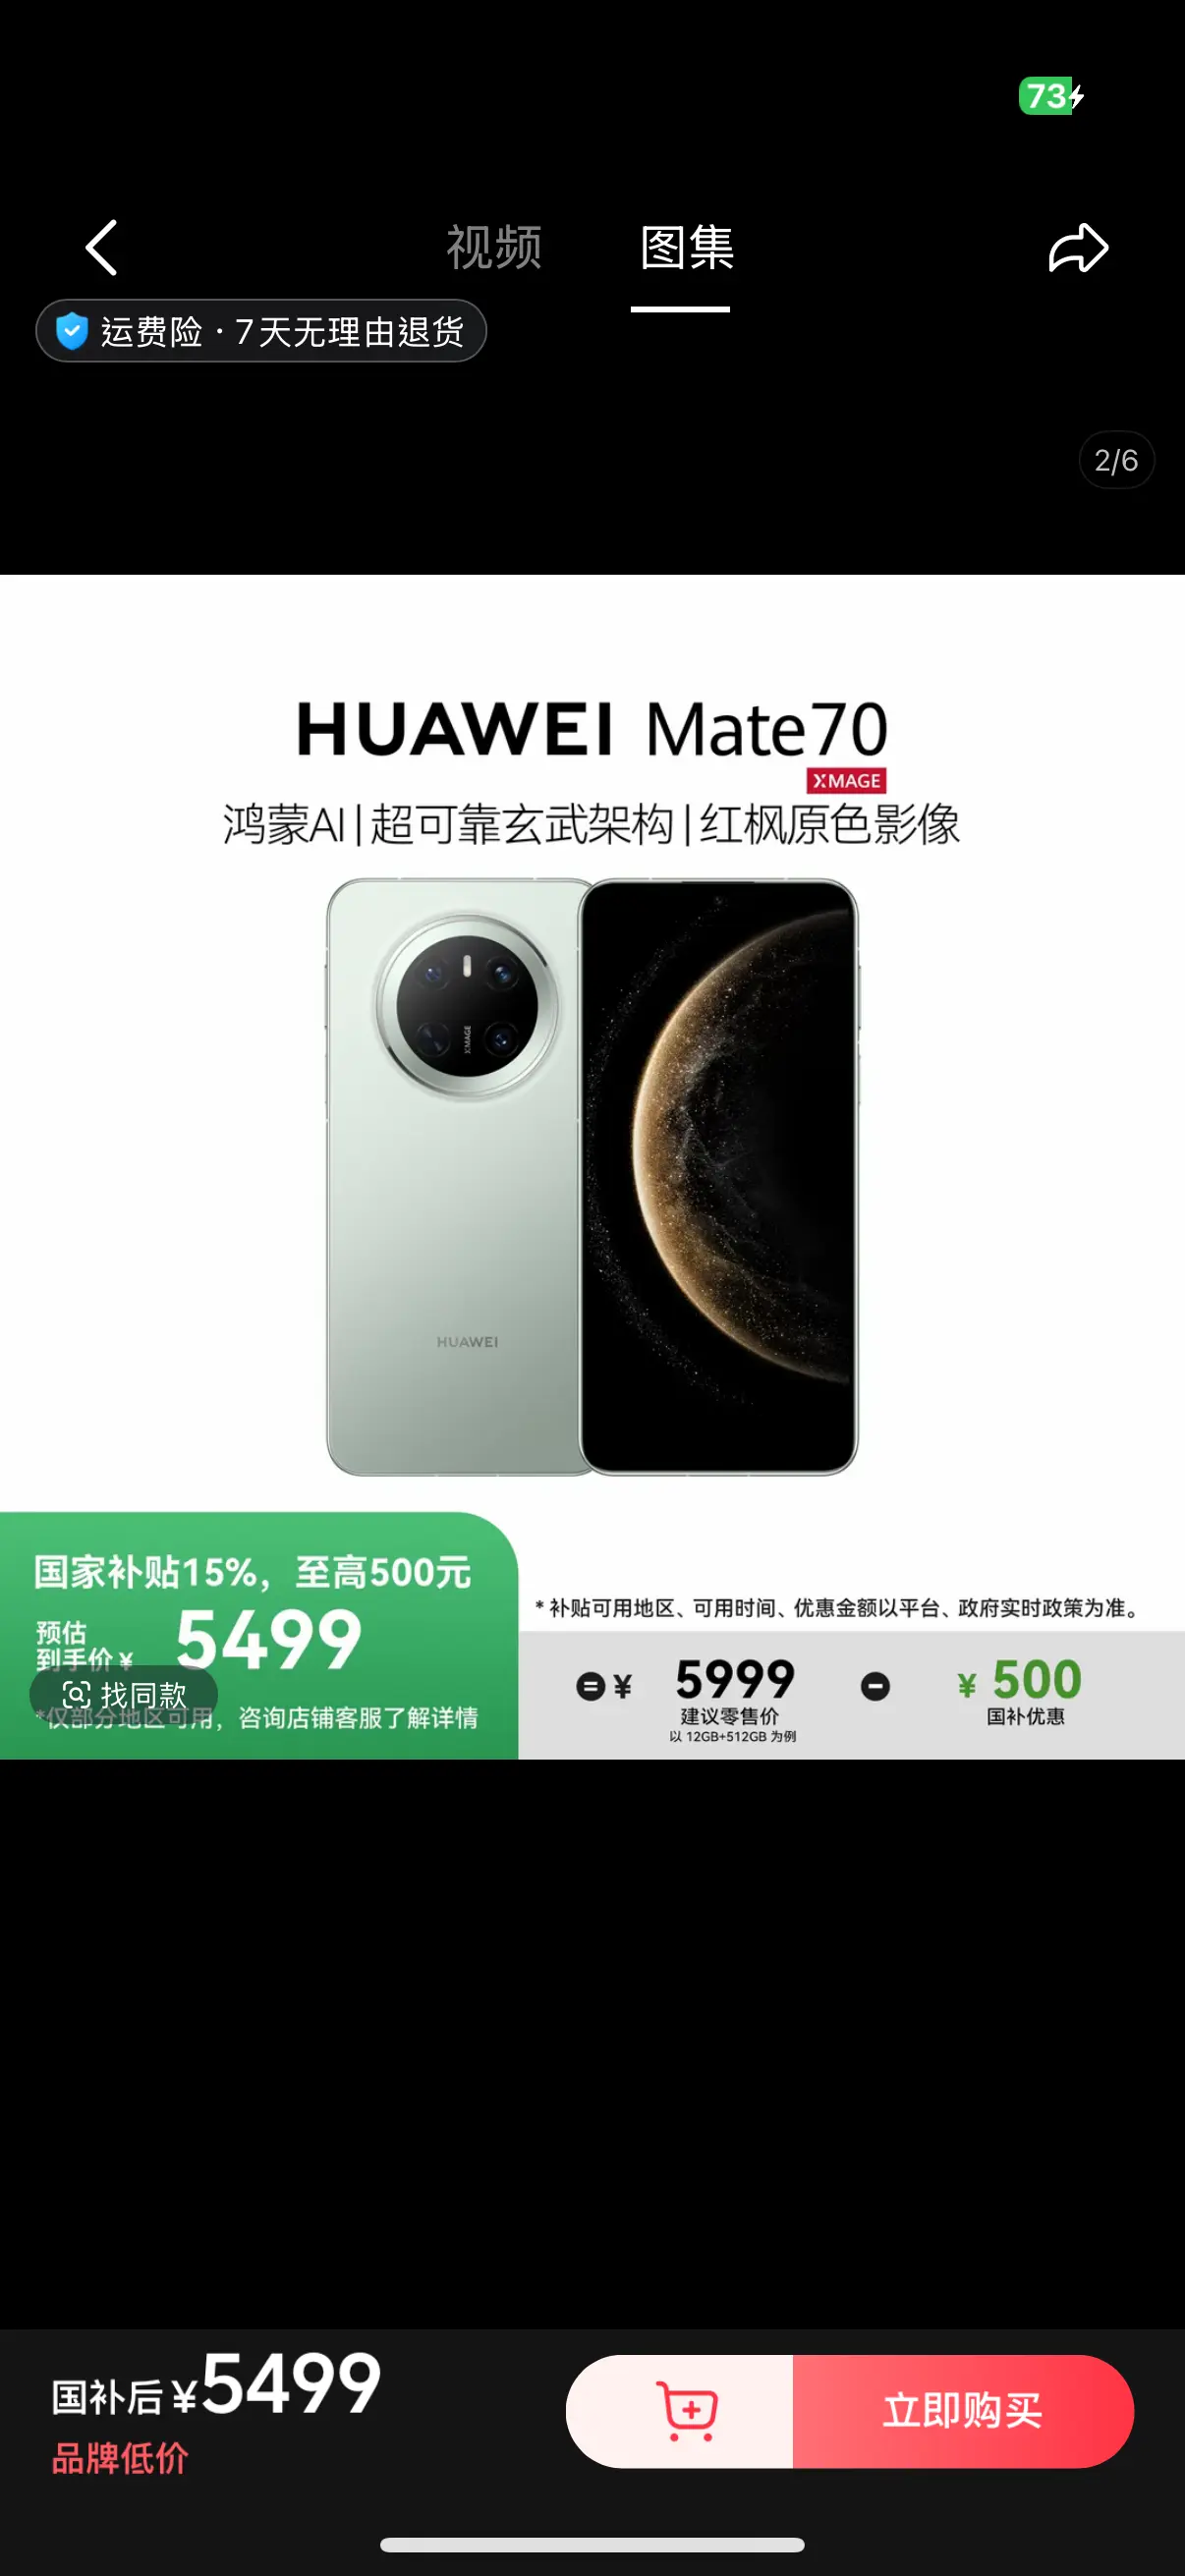 73
视频 图集
运费险 · 7天无理由退货
2/6
HUAWEI Mate70
XMAGE
鸿蒙AI|超可靠玄武架构|红枫原色影像
XMAGE
HUAWEI
国家补贴15%，至高500元
预估
到手价¥ 5499
找同款
*仅部分地区可用，咨询店铺客服了解详情
*补贴可用地区、可用时间、优惠金额以平台、政府实时政策为准。
=¥ 5999 - ¥ 500
建议零售价 国补优惠
以 12GB+512GB 为例
国补后¥5499
品牌低价
立即购买